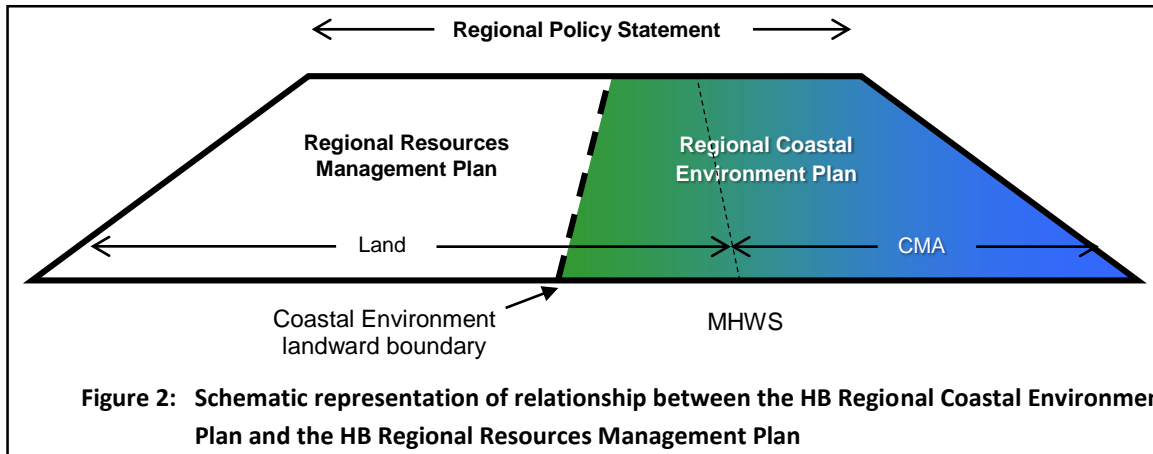 Regional Policy Statement
Regional Resources
Management Plan
Regional Coastal
Environment Plan
Land
CMA
Coastal Environment
landward boundary
MHWS
Figure 2: Schematic representation of relationship between the HB Regional Coastal Environme
Plan and the HB Regional Resources Management Plan